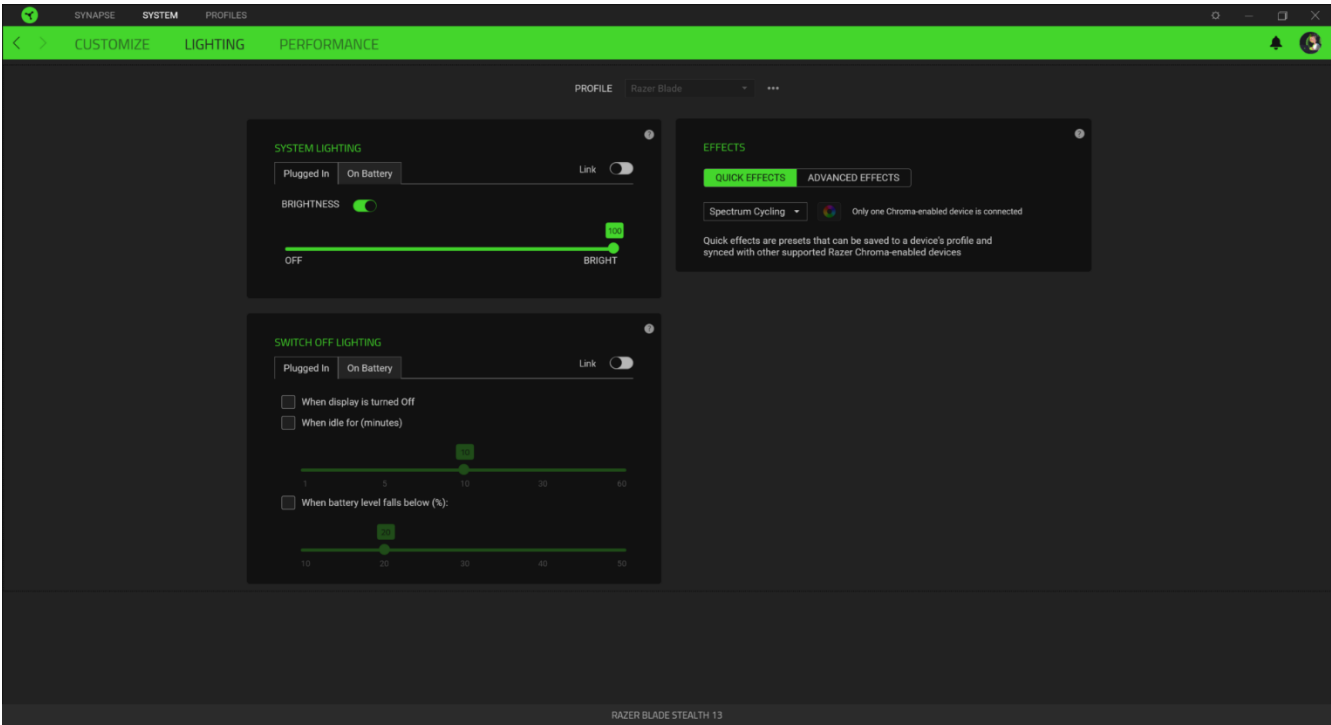 SYNAPSE SYSTEM PROFILES
CUSTOMIZE LIGHTING PERFORMANCE
PROFILE Razer Blade
SYSTEM LIGHTING
Plugged In On Battery Link
BRIGHTNESS
100
OFF BRIGHT
EFFECTS
QUICK EFFECTS ADVANCED EFFECTS
Spectrum Cycling Only one Chroma-enabled device is connected
Quick effects are presets that can be saved to a device's profile and
synced with other supported Razer Chroma-enabled devices
SWITCH OFF LIGHTING
Plugged In On Battery Link
When display is turned Off
When idle for (minutes)
10
1 5 10 30 60
When battery level falls below (%):
20
10 20 30 40 50
RAZER BLADE STEALTH 13